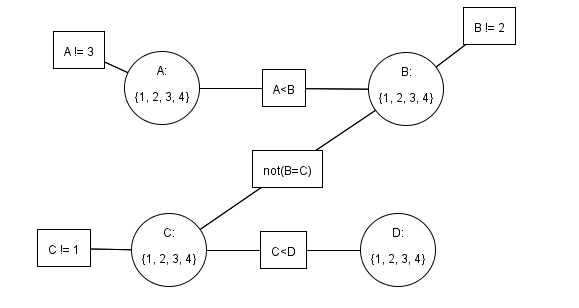 B != 2
A != 3
A:
{1, 2, 3, 4}
A<B
B:
{1, 2, 3, 4}
not(B=C)
C != 1
C:
{1, 2, 3, 4}
C<D
D:
{1, 2, 3, 4}